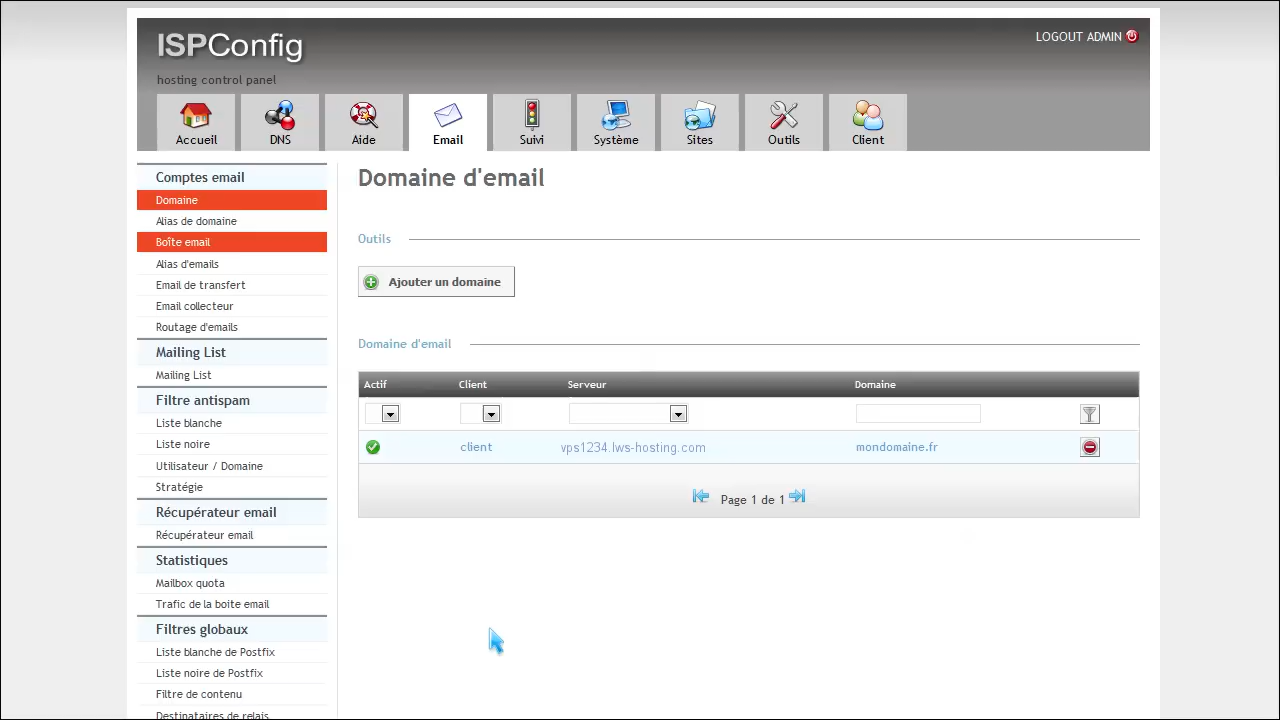 ISPConfig
LOGOUT ADMIN
hosting control panel
Accueil
DNS
Aide
Email
Suivi
Système
Sites
Outils
Client
Comptes email
Domaine
Alias de domaine
Boîte email
Alias d'emails
Email de transfert
Email collecteur
Routage d'emails
Mailing List
Mailing List
Filtre antispam
Liste blanche
Liste noire
Utilisateur / Domaine
Stratégie
Récupérateur email
Récupérateur email
Statistiques
Mailbox quota
Trafic de la boite email
Filtres globaux
Liste blanche de Postfix
Liste noire de Postfix
Filtre de contenu
Destinataires de relais
Domaine d'email
Outils
Ajouter un domaine
Domaine d'email
Actif Client Serveur Domaine
client vps1234.lws-hosting.com mondomaine.fr
Page 1 de 1